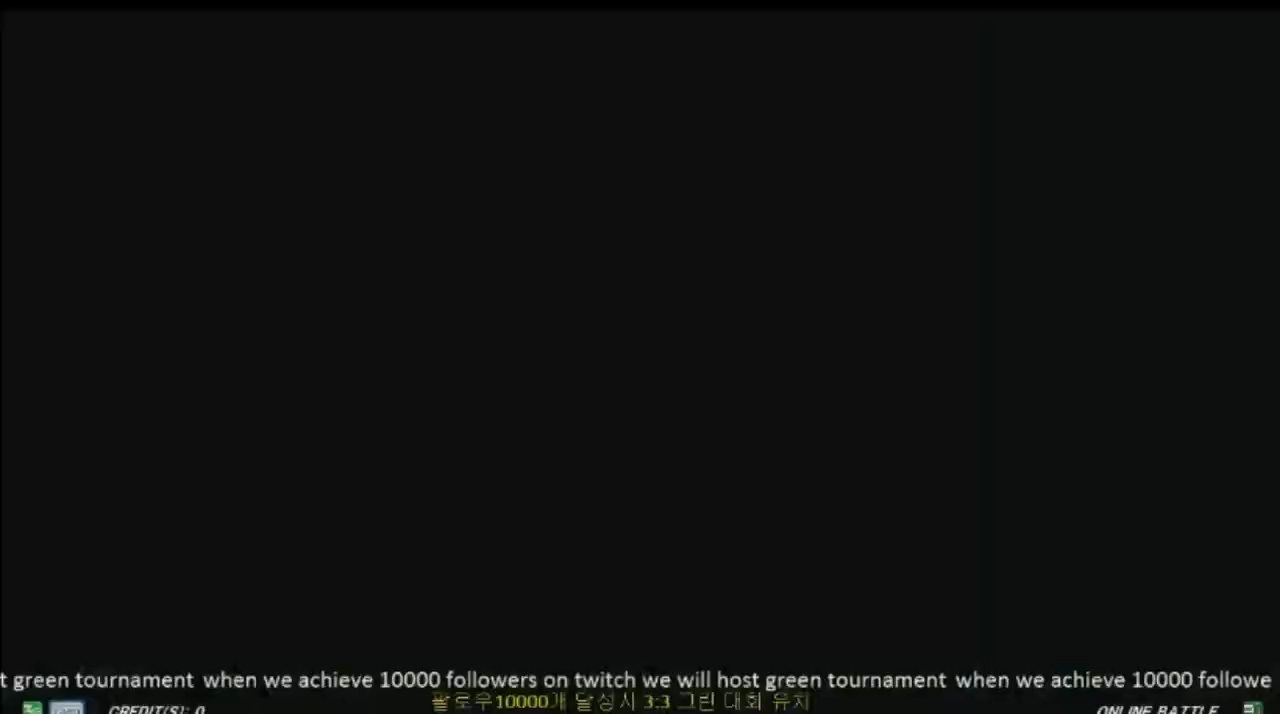 t green tournament when we achieve 10000 followers on twitch we will host green tournament when we achieve 10000 followe
팔로우10000개 달성시 3:3 그린 대회 유치
CREDIT(S): 0
ONLINE BATTLE